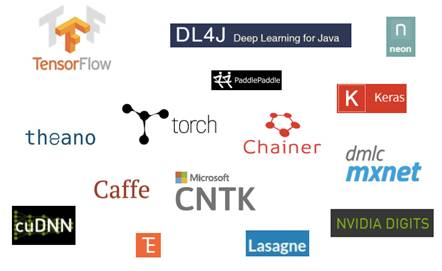 TensorFlow
DL4J Deep Learning for Java
n
neon
PaddlePaddle
K Keras
theano
torch
Chainer
dmlc
mxnet
Caffe
Microsoft
CNTK
cuDNN
E
Lasagne
NVIDIA DIGITS